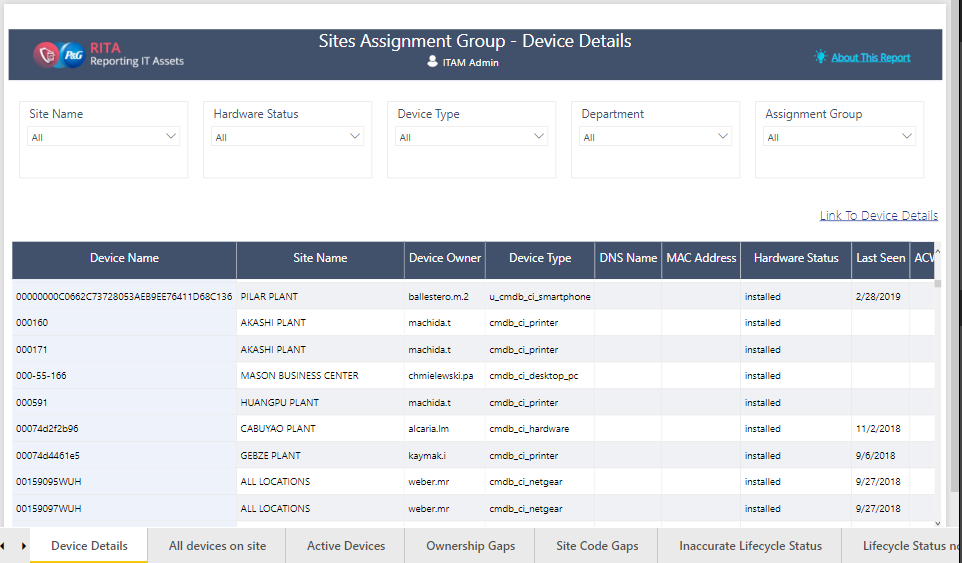 Sites Assignment Group - Device Details
P&G RITA
Reporting IT Assets
ITAM Admin
About This Report
Site Name Hardware Status Device Type Department Assignment Group
All All All All All
Link To Device Details
Device Name Site Name Device Owner Device Type DNS Name MAC Address Hardware Status Last Seen ACW
00000000C0662C73728053AEB9EE76411D68C136 PILAR PLANT ballestero.m.2 u_cmdb_ci_smartphone installed 2/28/2019
000160 AKASHI PLANT machida.t cmdb_ci_printer installed
000171 AKASHI PLANT machida.t cmdb_ci_printer installed
000-55-166 MASON BUSINESS CENTER chmielewski.pa cmdb_ci_desktop_pc installed
000591 HUANGPU PLANT machida.t cmdb_ci_printer installed
00074d2f2b96 CABUYAO PLANT alcaria.lm cmdb_ci_hardware installed 11/2/2018
00074d4461e5 GEBZE PLANT kaymak.i cmdb_ci_printer installed 9/6/2018
00159095WUH ALL LOCATIONS weber.mr cmdb_ci_netgear installed 9/27/2018
00159097WUH ALL LOCATIONS weber.mr cmdb_ci_netgear installed 9/27/2018
Device Details All devices on site Active Devices Ownership Gaps Site Code Gaps Inaccurate Lifecycle Status Lifecycle Status no